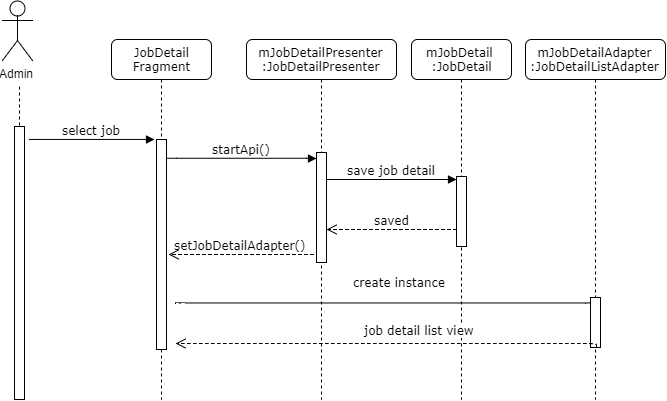 JobDetail
Fragment
mJobDetailPresenter
:JobDetailPresenter
mJobDetail
:JobDetail
mJobDetailAdapter
:JobDetailListAdapter
Admin
select job
startApi()
save job detail
saved
setJobDetailAdapter()
create instance
job detail list view